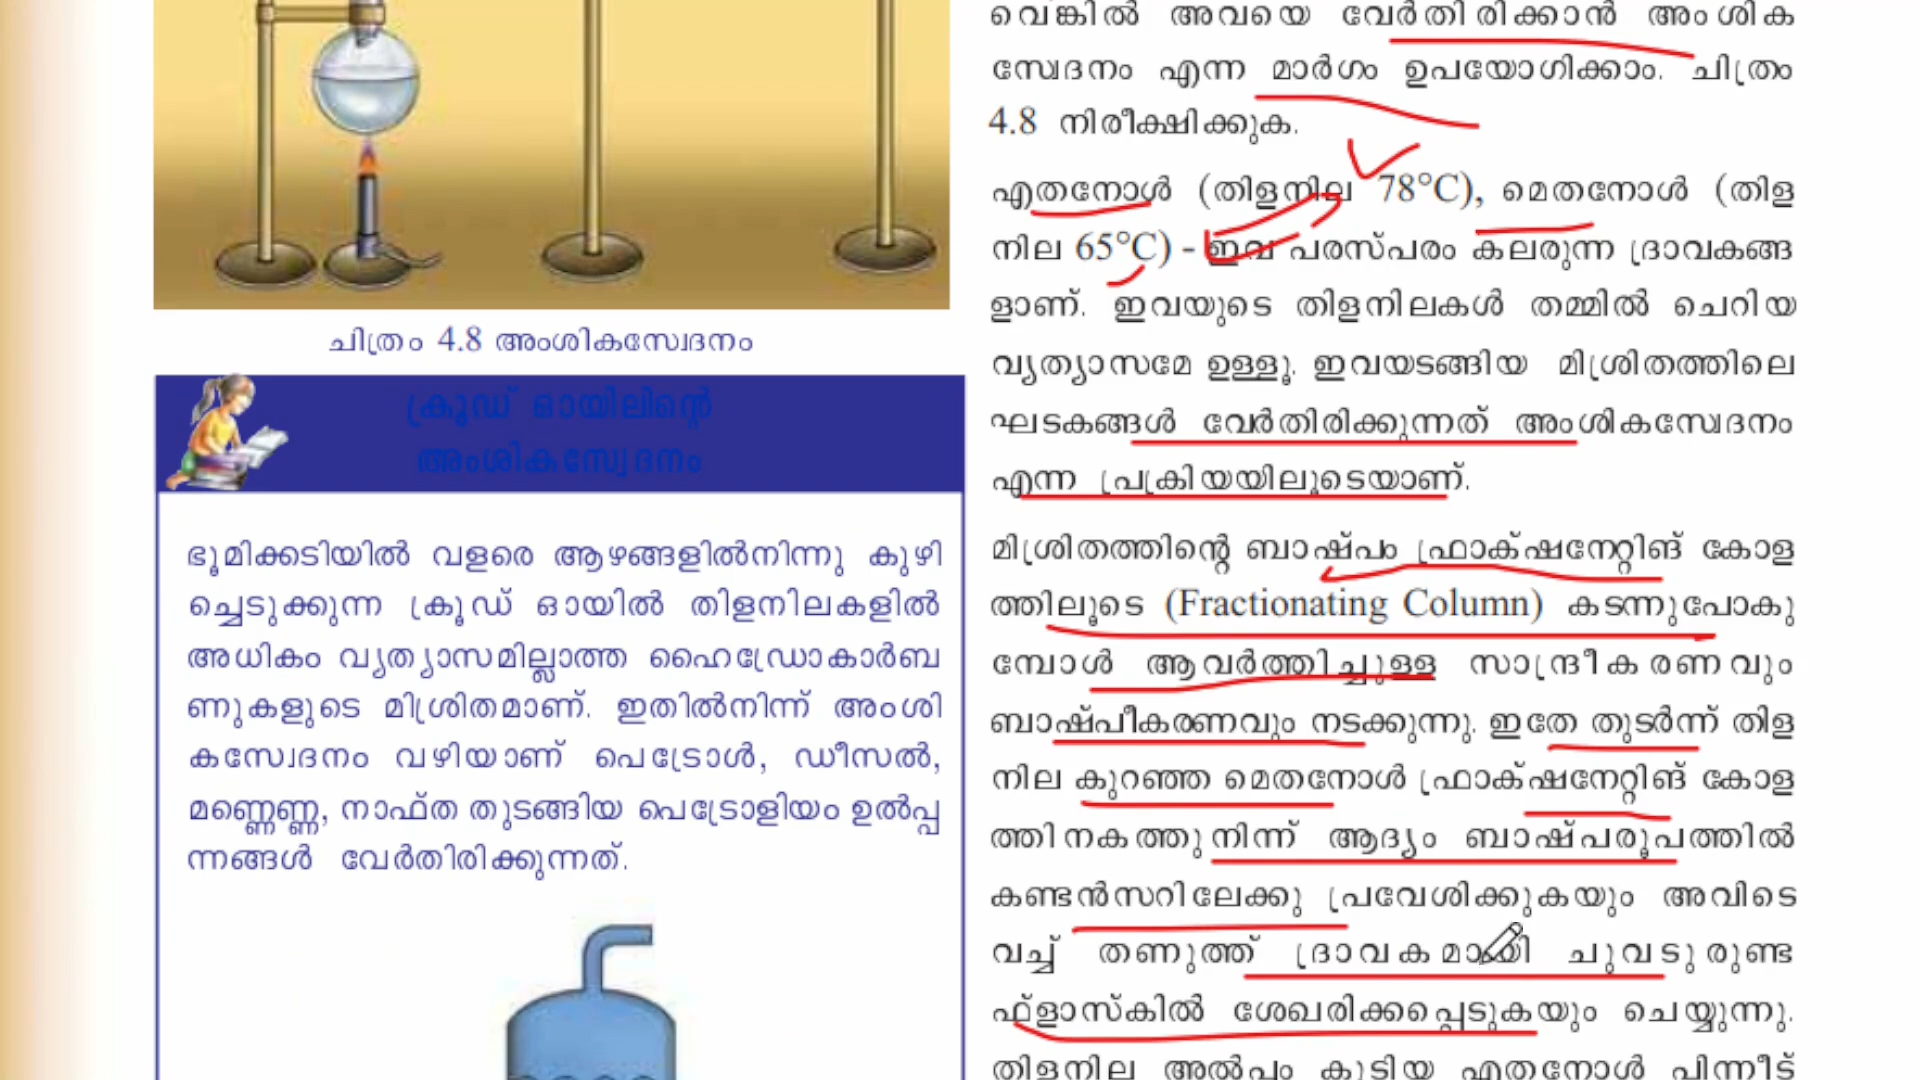 ചിത്രം 4.8 അംശികസ്വേദനം
ക്രൂഡ് ഓയിലിന്റെ
അംശികസ്വേദനം
ഭൂമിക്കടിയിൽ വളരെ ആഴങ്ങളിൽനിന്നു കുഴി
ച്ചെടുക്കുന്ന ക്രൂഡ് ഓയിൽ തിളനിലകളിൽ
അധികം വ്യത്യാസമില്ലാത്ത ഹൈഡ്രോകാർബ
ണുകളുടെ മിശ്രിതമാണ്. ഇതിൽനിന്ന് അംശി
കസ്വേദനം വഴിയാണ് പെട്രോൾ, ഡീസൽ,
മണ്ണെണ്ണ, നാഫ്ത തുടങ്ങിയ പെട്രോളിയം ഉൽപ്പ
ന്നങ്ങൾ വേർതിരിക്കുന്നത്.
വെങ്കിൽ അവയെ വേർതിരിക്കാൻ അംശിക
സ്വേദനം എന്ന മാർഗം ഉപയോഗിക്കാം. ചിത്രം
4.8 നിരീക്ഷിക്കുക.
എതനോൾ (തിളനില 78°C), മെതനോൾ (തിള
നില 65°C) - ഇവ പരസ്പരം കലരുന്ന ദ്രാവകങ്ങ
ളാണ്. ഇവയുടെ തിളനിലകൾ തമ്മിൽ ചെറിയ
വ്യത്യാസമേ ഉള്ളൂ. ഇവയടങ്ങിയ മിശ്രിതത്തിലെ
ഘടകങ്ങൾ വേർതിരിക്കുന്നത് അംശികസ്വേദനം
എന്ന പ്രക്രിയയിലൂടെയാണ്.
മിശ്രിതത്തിന്റെ ബാഷ്പം ഫ്രാക്ഷനേറ്റിങ് കോള
ത്തിലൂടെ (Fractionating Column) കടന്നുപോകു
മ്പോൾ ആവർത്തിച്ചുള്ള സാന്ദ്രീകരണവും
ബാഷ്പീകരണവും നടക്കുന്നു. ഇതേ തുടർന്ന് തിള
നില കുറഞ്ഞ മെതനോൾ ഫ്രാക്ഷനേറ്റിങ് കോള
ത്തിനകത്തുനിന്ന് ആദ്യം ബാഷ്പരൂപത്തിൽ
കണ്ടൻസറിലേക്കു പ്രവേശിക്കുകയും അവിടെ
വച്ച് തണുത്ത് ദ്രാവകമായി ചുവടുരുണ്ട
ഫ്ളാസ്കിൽ ശേഖരിക്കപ്പെടുകയും ചെയ്യുന്നു.
തിളനില അൽപം കൂടിയ എതനോൾ പിന്നീട്